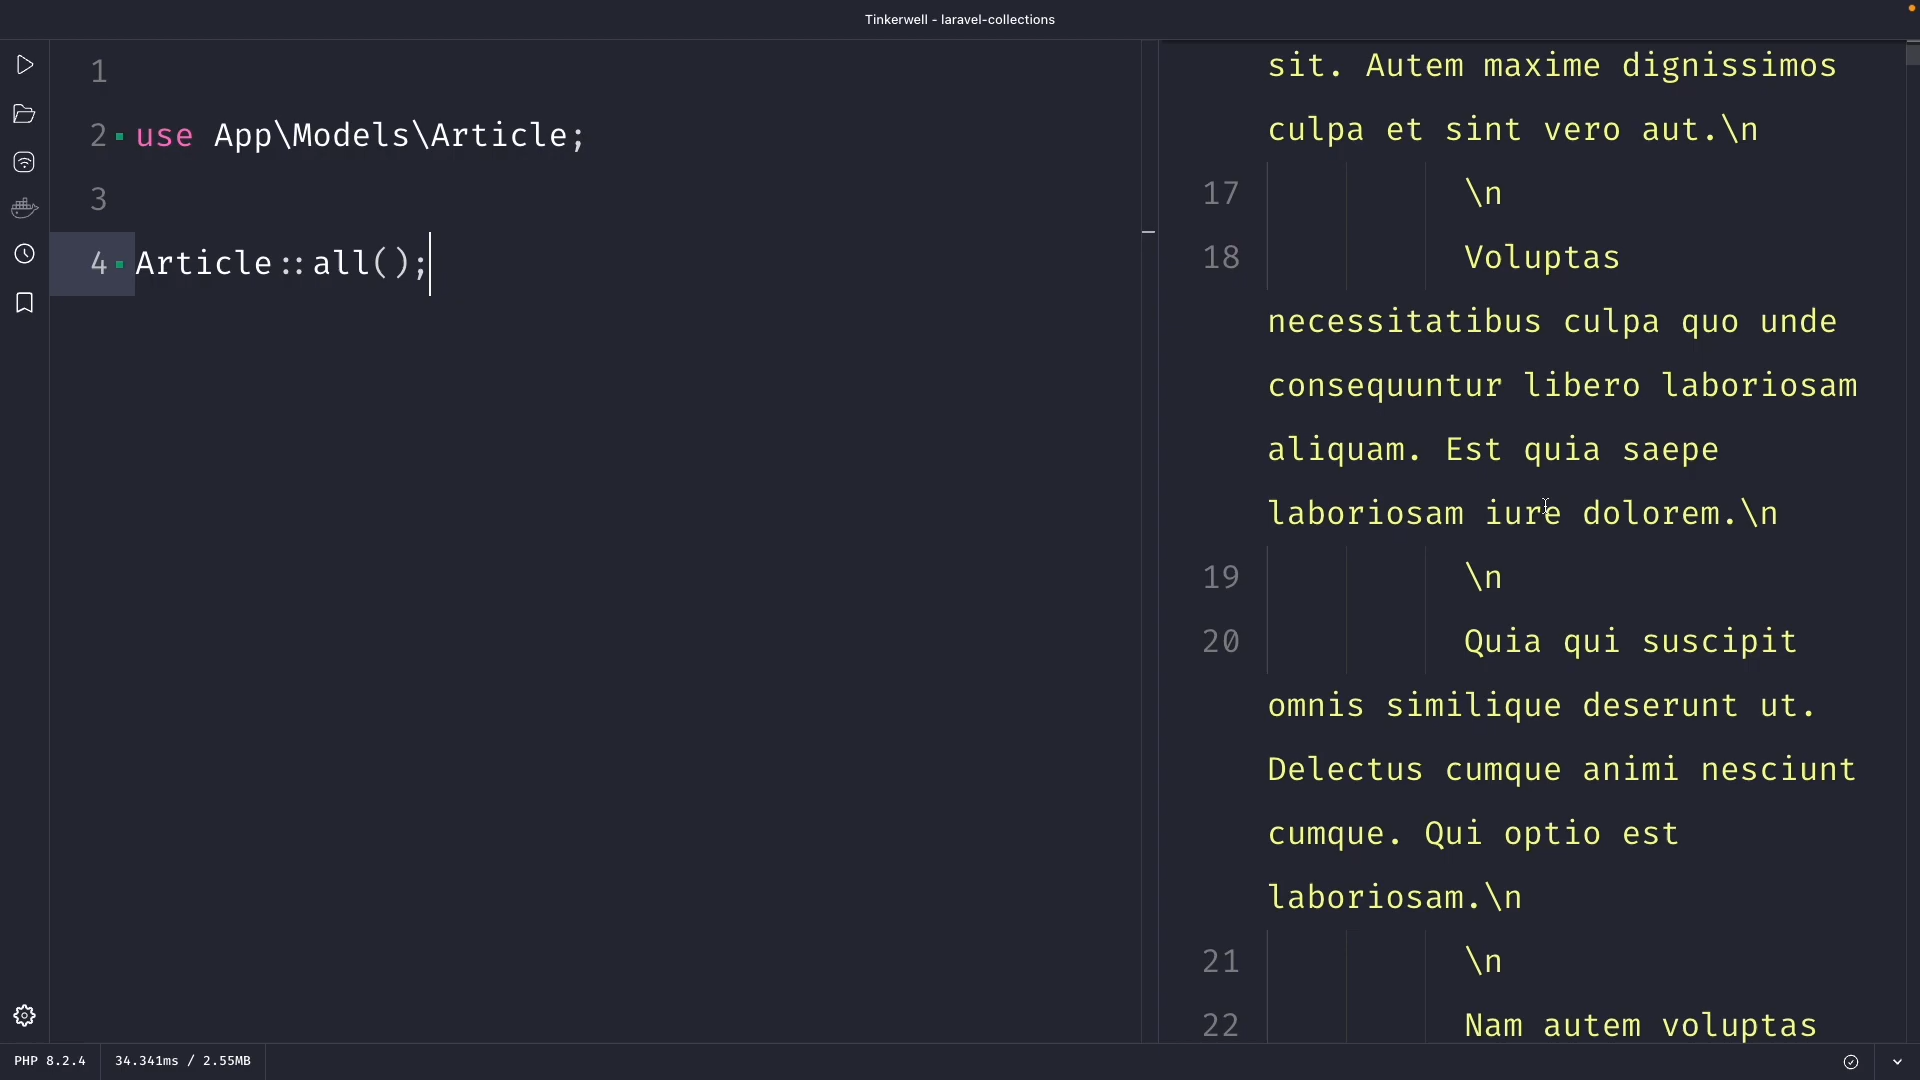 Tinkerwell - laravel-collections
1
2 use App\Models\Article;
3
4 Article::all();
sit. Autem maxime dignissimos
culpa et sint vero aut.\n
17 \n
18 Voluptas
necessitatibus culpa quo unde
consequuntur libero laboriosam
aliquam. Est quia saepe
laboriosam iure dolorem.\n
19 \n
20 Quia qui suscipit
omnis similique deserunt ut.
Delectus cumque animi nesciunt
cumque. Qui optio est
laboriosam.\n
21 \n
22 Nam autem voluptas
PHP 8.2.4 34.341ms / 2.55MB